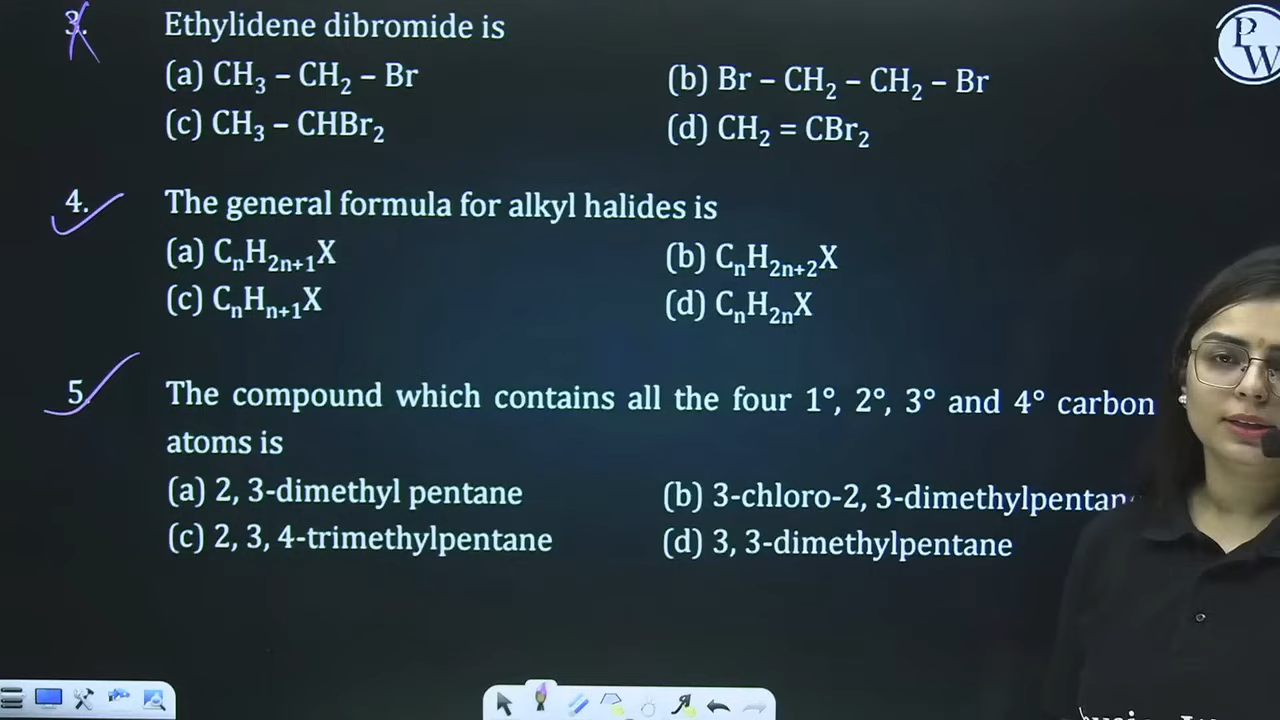 3. Ethylidene dibromide is
(a) CH₃ – CH₂ – Br (b) Br – CH₂ – CH₂ – Br
(c) CH₃ – CHBr₂ (d) CH₂ = CBr₂
4. The general formula for alkyl halides is
(a) CₙH₂ₙ₊₁X (b) CₙH₂ₙ₊₂X
(c) CₙHₙ₊₁X (d) CₙH₂ₙX
5. The compound which contains all the four 1°, 2°, 3° and 4° carbon
atoms is
(a) 2, 3-dimethyl pentane (b) 3-chloro-2, 3-dimethylpentan
(c) 2, 3, 4-trimethylpentane (d) 3, 3-dimethylpentane
P
W